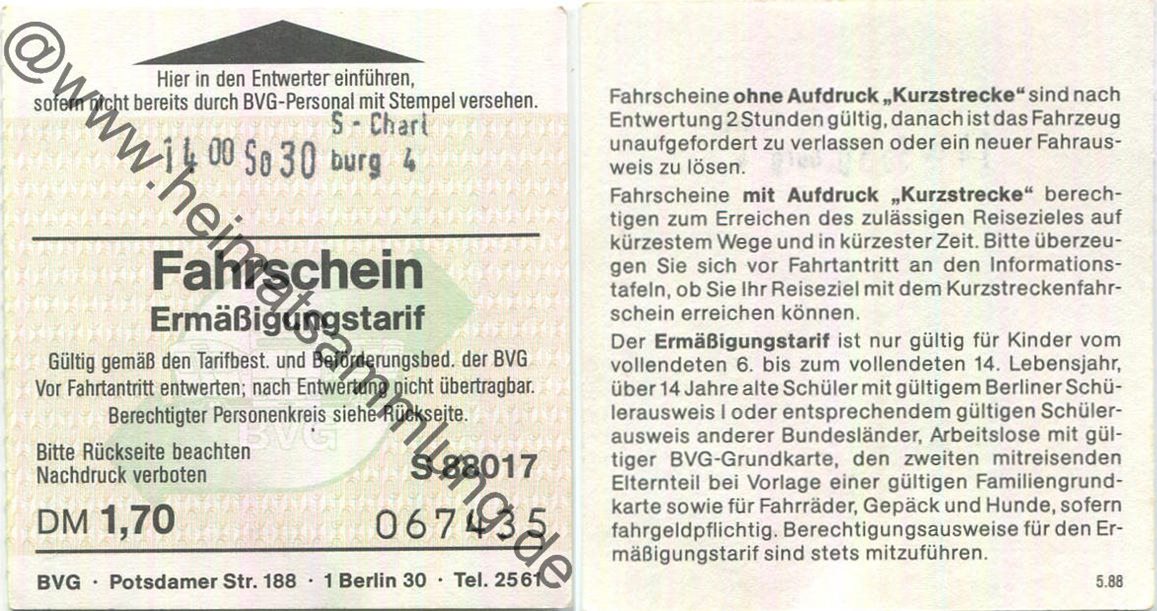 Hier in den Entwerter einführen,
sofern nicht bereits durch BVG-Personal mit Stempel versehen.
S - Charl
14 00 So 30 burg 4
Fahrschein
Ermäßigungstarif
Gültig gemäß den Tarifbest. und Beförderungsbed. der BVG
Vor Fahrtantritt entwerten; nach Entwertung nicht übertragbar.
Berechtigter Personenkreis siehe Rückseite.
BVG
Bitte Rückseite beachten
Nachdruck verboten
S 88017
DM 1,70
067435
BVG · Potsdamer Str. 188 · 1 Berlin 30 · Tel. 2561
@www.heimatsammlung.de
Fahrscheine ohne Aufdruck „Kurzstrecke“ sind nach
Entwertung 2 Stunden gültig, danach ist das Fahrzeug
unaufgefordert zu verlassen oder ein neuer Fahraus-
weis zu lösen.
Fahrscheine mit Aufdruck „Kurzstrecke“ berech-
tigen zum Erreichen des zulässigen Reisezieles auf
kürzestem Wege und in kürzester Zeit. Bitte überzeu-
gen Sie sich vor Fahrtantritt an den Informations-
tafeln, ob Sie Ihr Reiseziel mit dem Kurzstreckenfahr-
schein erreichen können.
Der Ermäßigungstarif ist nur gültig für Kinder vom
vollendeten 6. bis zum vollendeten 14. Lebensjahr,
über 14 Jahre alte Schüler mit gültigem Berliner Schü-
lerausweis I oder entsprechendem gültigen Schüler-
ausweis anderer Bundesländer, Arbeitslose mit gül-
tiger BVG-Grundkarte, den zweiten mitreisenden
Elternteil bei Vorlage einer gültigen Familiengrund-
karte sowie für Fahrräder, Gepäck und Hunde, sofern
fahrgeldpflichtig. Berechtigungsausweise für den Er-
mäßigungstarif sind stets mitzuführen.
5.88